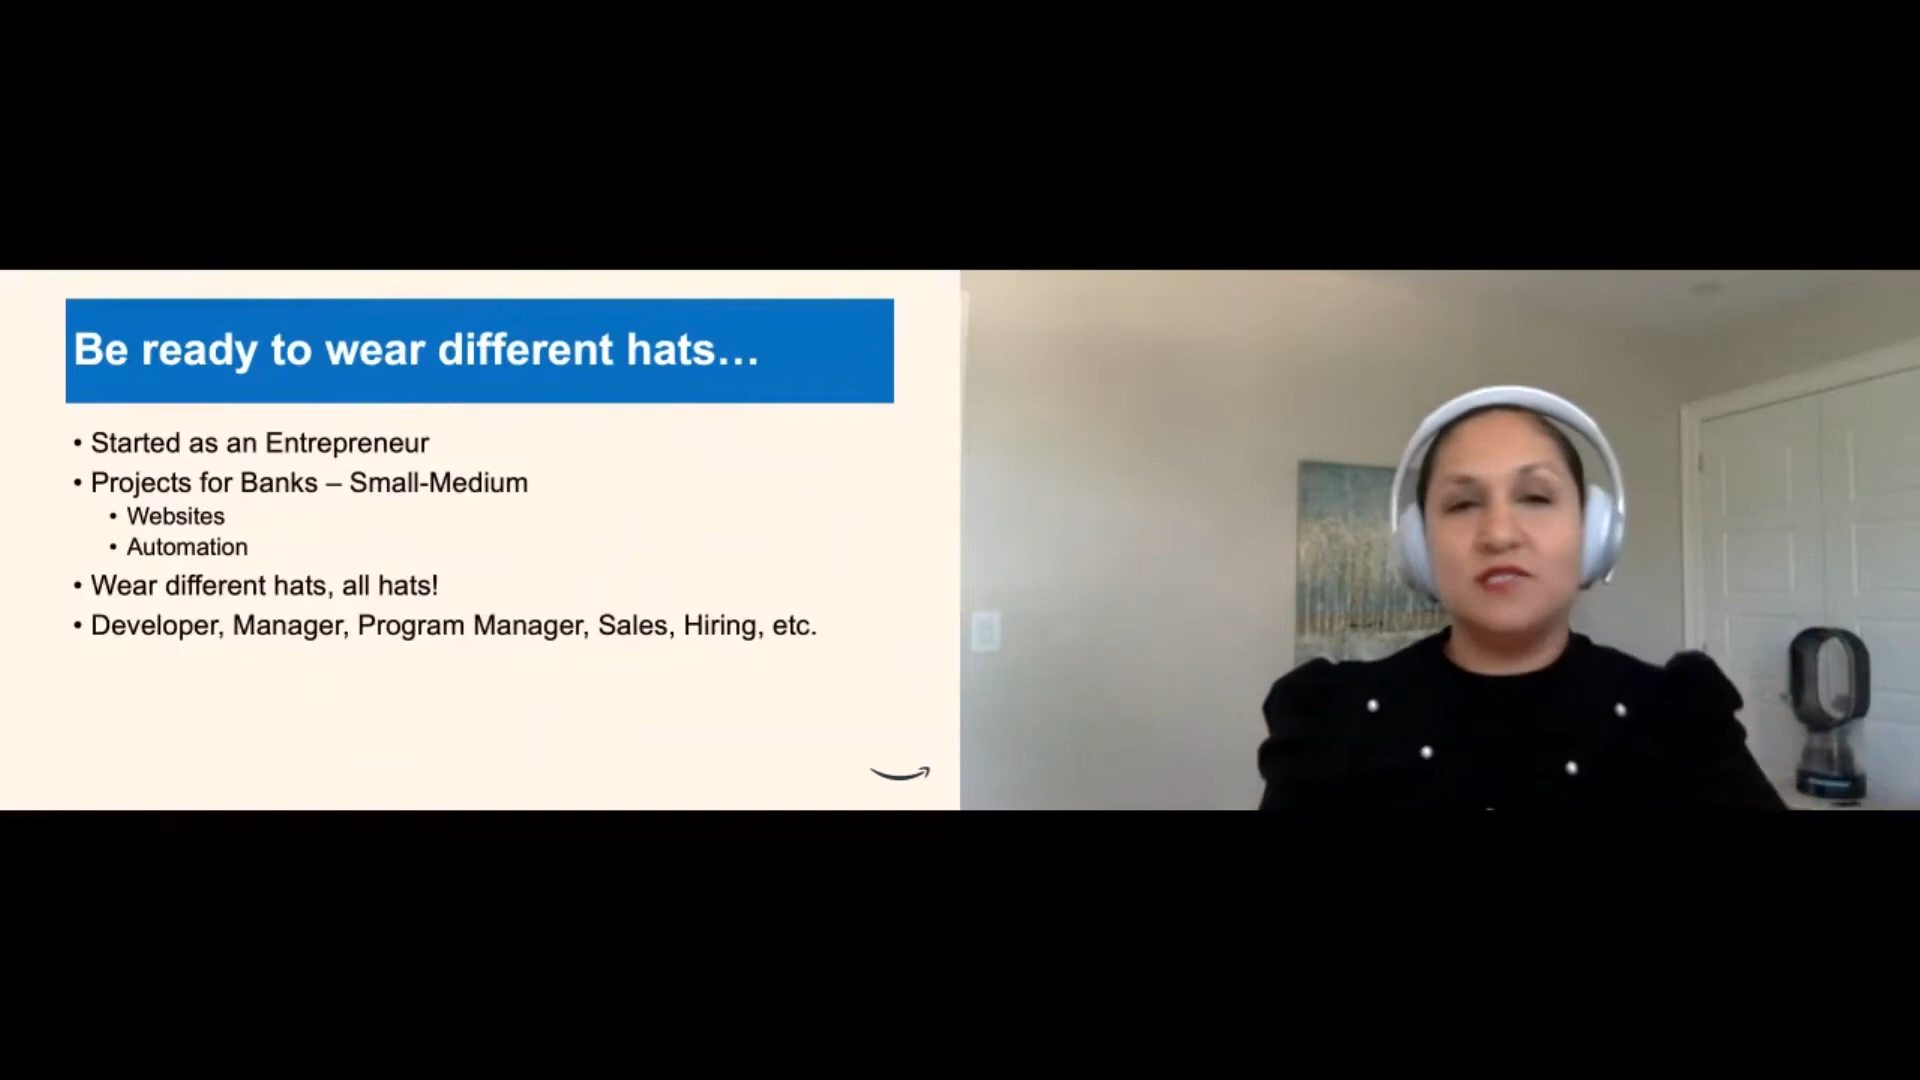 Be ready to wear different hats…
• Started as an Entrepreneur
• Projects for Banks – Small-Medium
• Websites
• Automation
• Wear different hats, all hats!
• Developer, Manager, Program Manager, Sales, Hiring, etc.